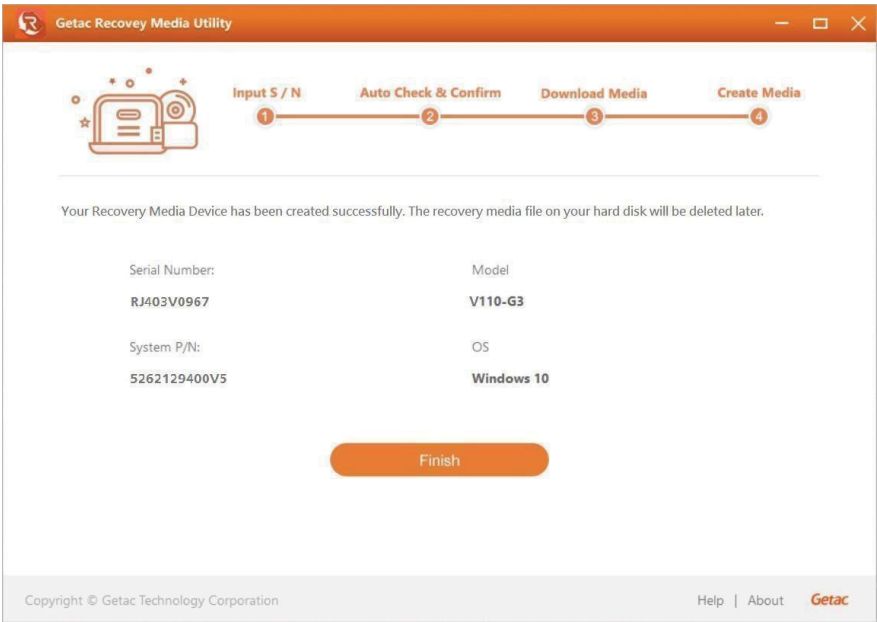 Getac Recovey Media Utility
Input S / N Auto Check & Confirm Download Media Create Media
1 2 3 4
Your Recovery Media Device has been created successfully. The recovery media file on your hard disk will be deleted later.
Serial Number: Model
RJ403V0967 V110-G3
System P/N: OS
5262129400V5 Windows 10
Finish
Copyright © Getac Technology Corporation Help | About Getac